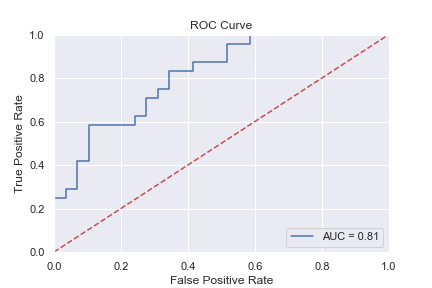 ROC Curve
1.0
0.8
0.6
0.4
0.2
0.0
True Positive Rate
AUC = 0.81
0.0 0.2 0.4 0.6 0.8 1.0
False Positive Rate